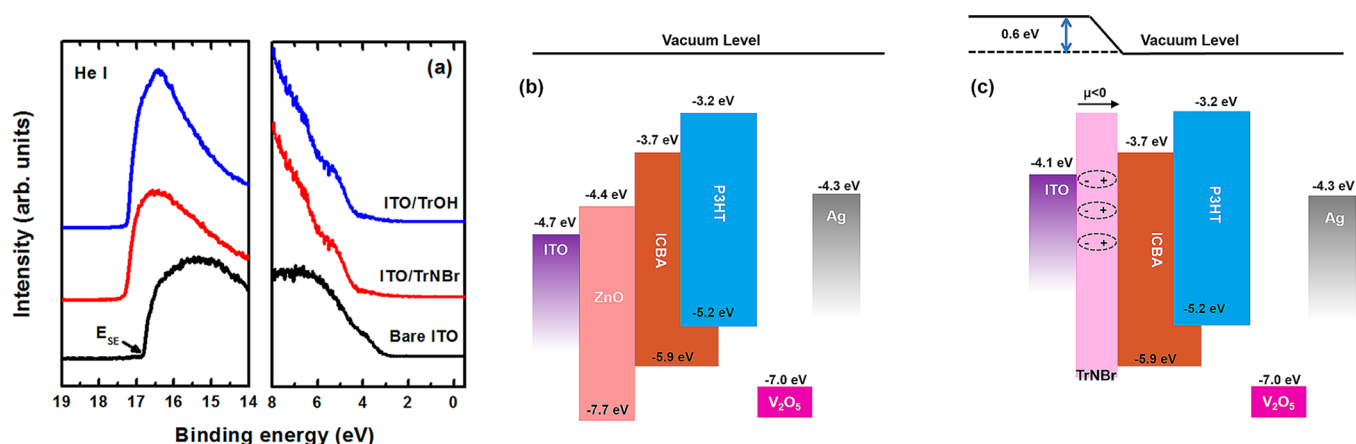 He I
(a)
ITO/TrOH
ITO/TrNBr
Bare ITO
E_SE
Intensity (arb. units)
19 18 17 16 15 14
8 6 4 2 0
Binding energy (eV)
Vacuum Level
(b)
-3.2 eV
-3.7 eV
-4.3 eV
-4.4 eV
-4.7 eV
ITO
ZnO
ICBA
P3HT
Ag
-5.2 eV
-5.9 eV
-7.0 eV
V₂O₅
-7.7 eV
0.6 eV
Vacuum Level
(c)
μ<0
-3.2 eV
-3.7 eV
-4.1 eV
-4.3 eV
ITO
- +
- +
- +
ICBA
P3HT
Ag
-5.2 eV
-5.9 eV
TrNBr
-7.0 eV
V₂O₅